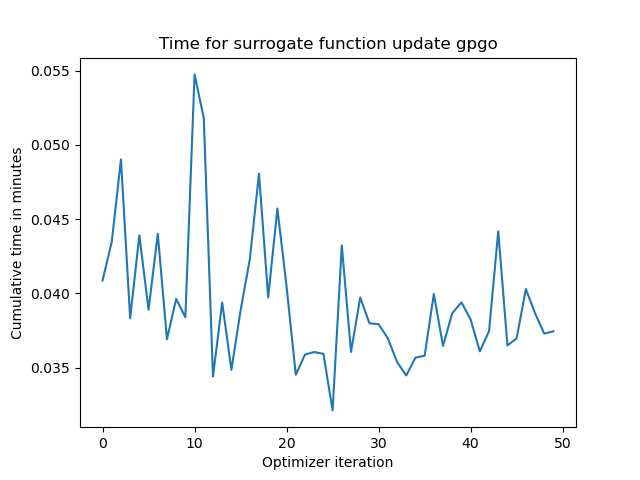 Time for surrogate function update gpgo
0.055
0.050
0.045
0.040
0.035
Cumulative time in minutes
0 10 20 30 40 50
Optimizer iteration